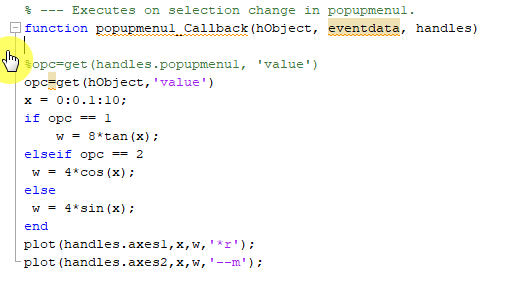 % --- Executes on selection change in popupmenu1.
function popupmenu1_Callback(hObject, eventdata, handles)
%opc=get(handles.popupmenu1, 'value')
opc=get(hObject,'value')
x = 0:0.1:10;
if opc == 1
    w = 8*tan(x);
elseif opc == 2
 w = 4*cos(x);
else
 w = 4*sin(x);
end
plot(handles.axes1,x,w,'*r');
plot(handles.axes2,x,w,'--m');